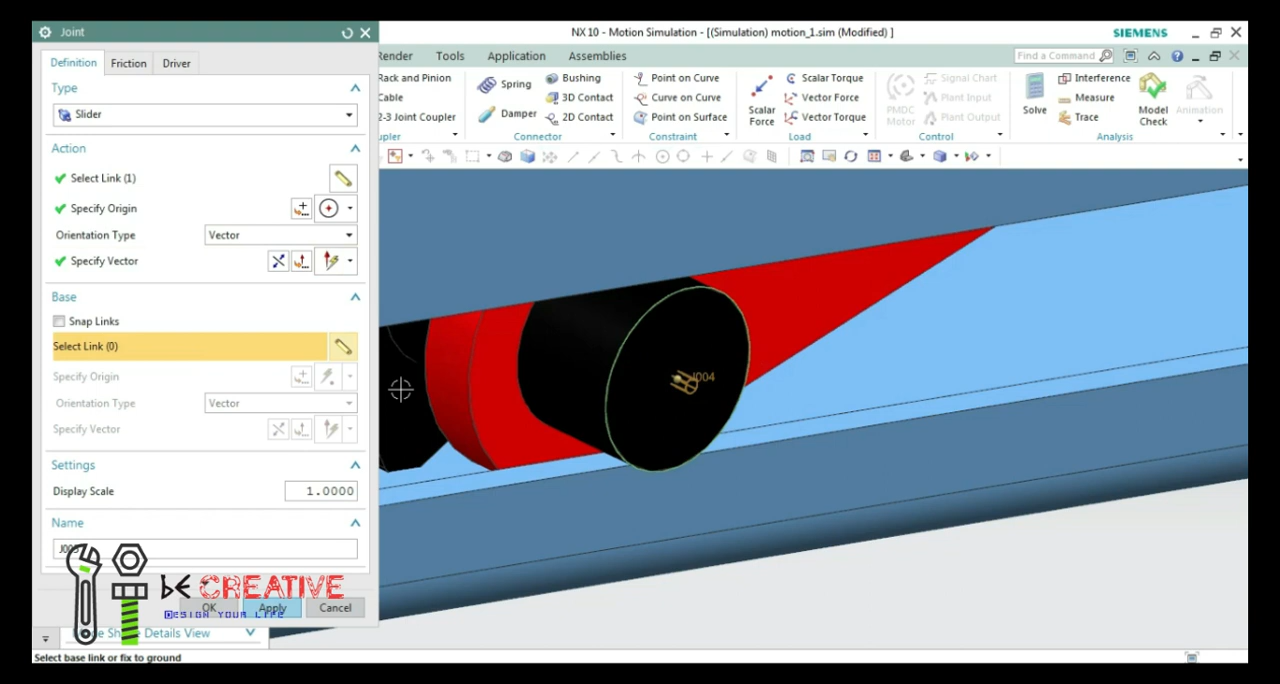 Joint
NX 10 - Motion Simulation - [(Simulation) motion_1.sim (Modified) ]
SIEMENS
Render Tools Application Assemblies
Find a Command
Definition Friction Driver
Rack and Pinion
Cable
2-3 Joint Coupler
Spring
Damper
Bushing
3D Contact
2D Contact
Connector
Point on Curve
Curve on Curve
Point on Surface
Constraint
Scalar Force
Scalar Torque
Vector Force
Vector Torque
Load
PMDC Motor
Signal Chart
Plant Input
Plant Output
Control
Solve
Interference
Measure
Trace
Model Check
Animation
Analysis
Type
Slider
Action
Select Link (1)
Specify Origin
Orientation Type Vector
Specify Vector
Base
Snap Links
Select Link (0)
Specify Origin
Orientation Type Vector
Specify Vector
Settings
Display Scale 1.0000
Name
J004
BE CREATIVE
DESIGN YOUR LIFE
OK Apply Cancel
Details View
Select base link or fix to ground